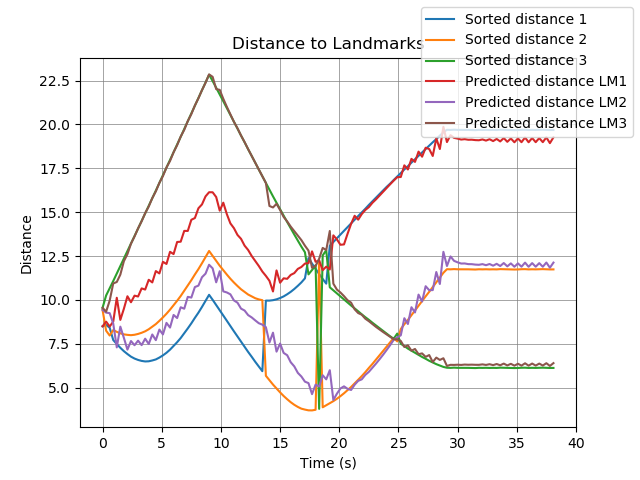 Distance to Landmarks
Sorted distance 1
Sorted distance 2
Sorted distance 3
Predicted distance LM1
Predicted distance LM2
Predicted distance LM3
Distance
22.5
20.0
17.5
15.0
12.5
10.0
7.5
5.0
0 5 10 15 20 25 30 35 40
Time (s)